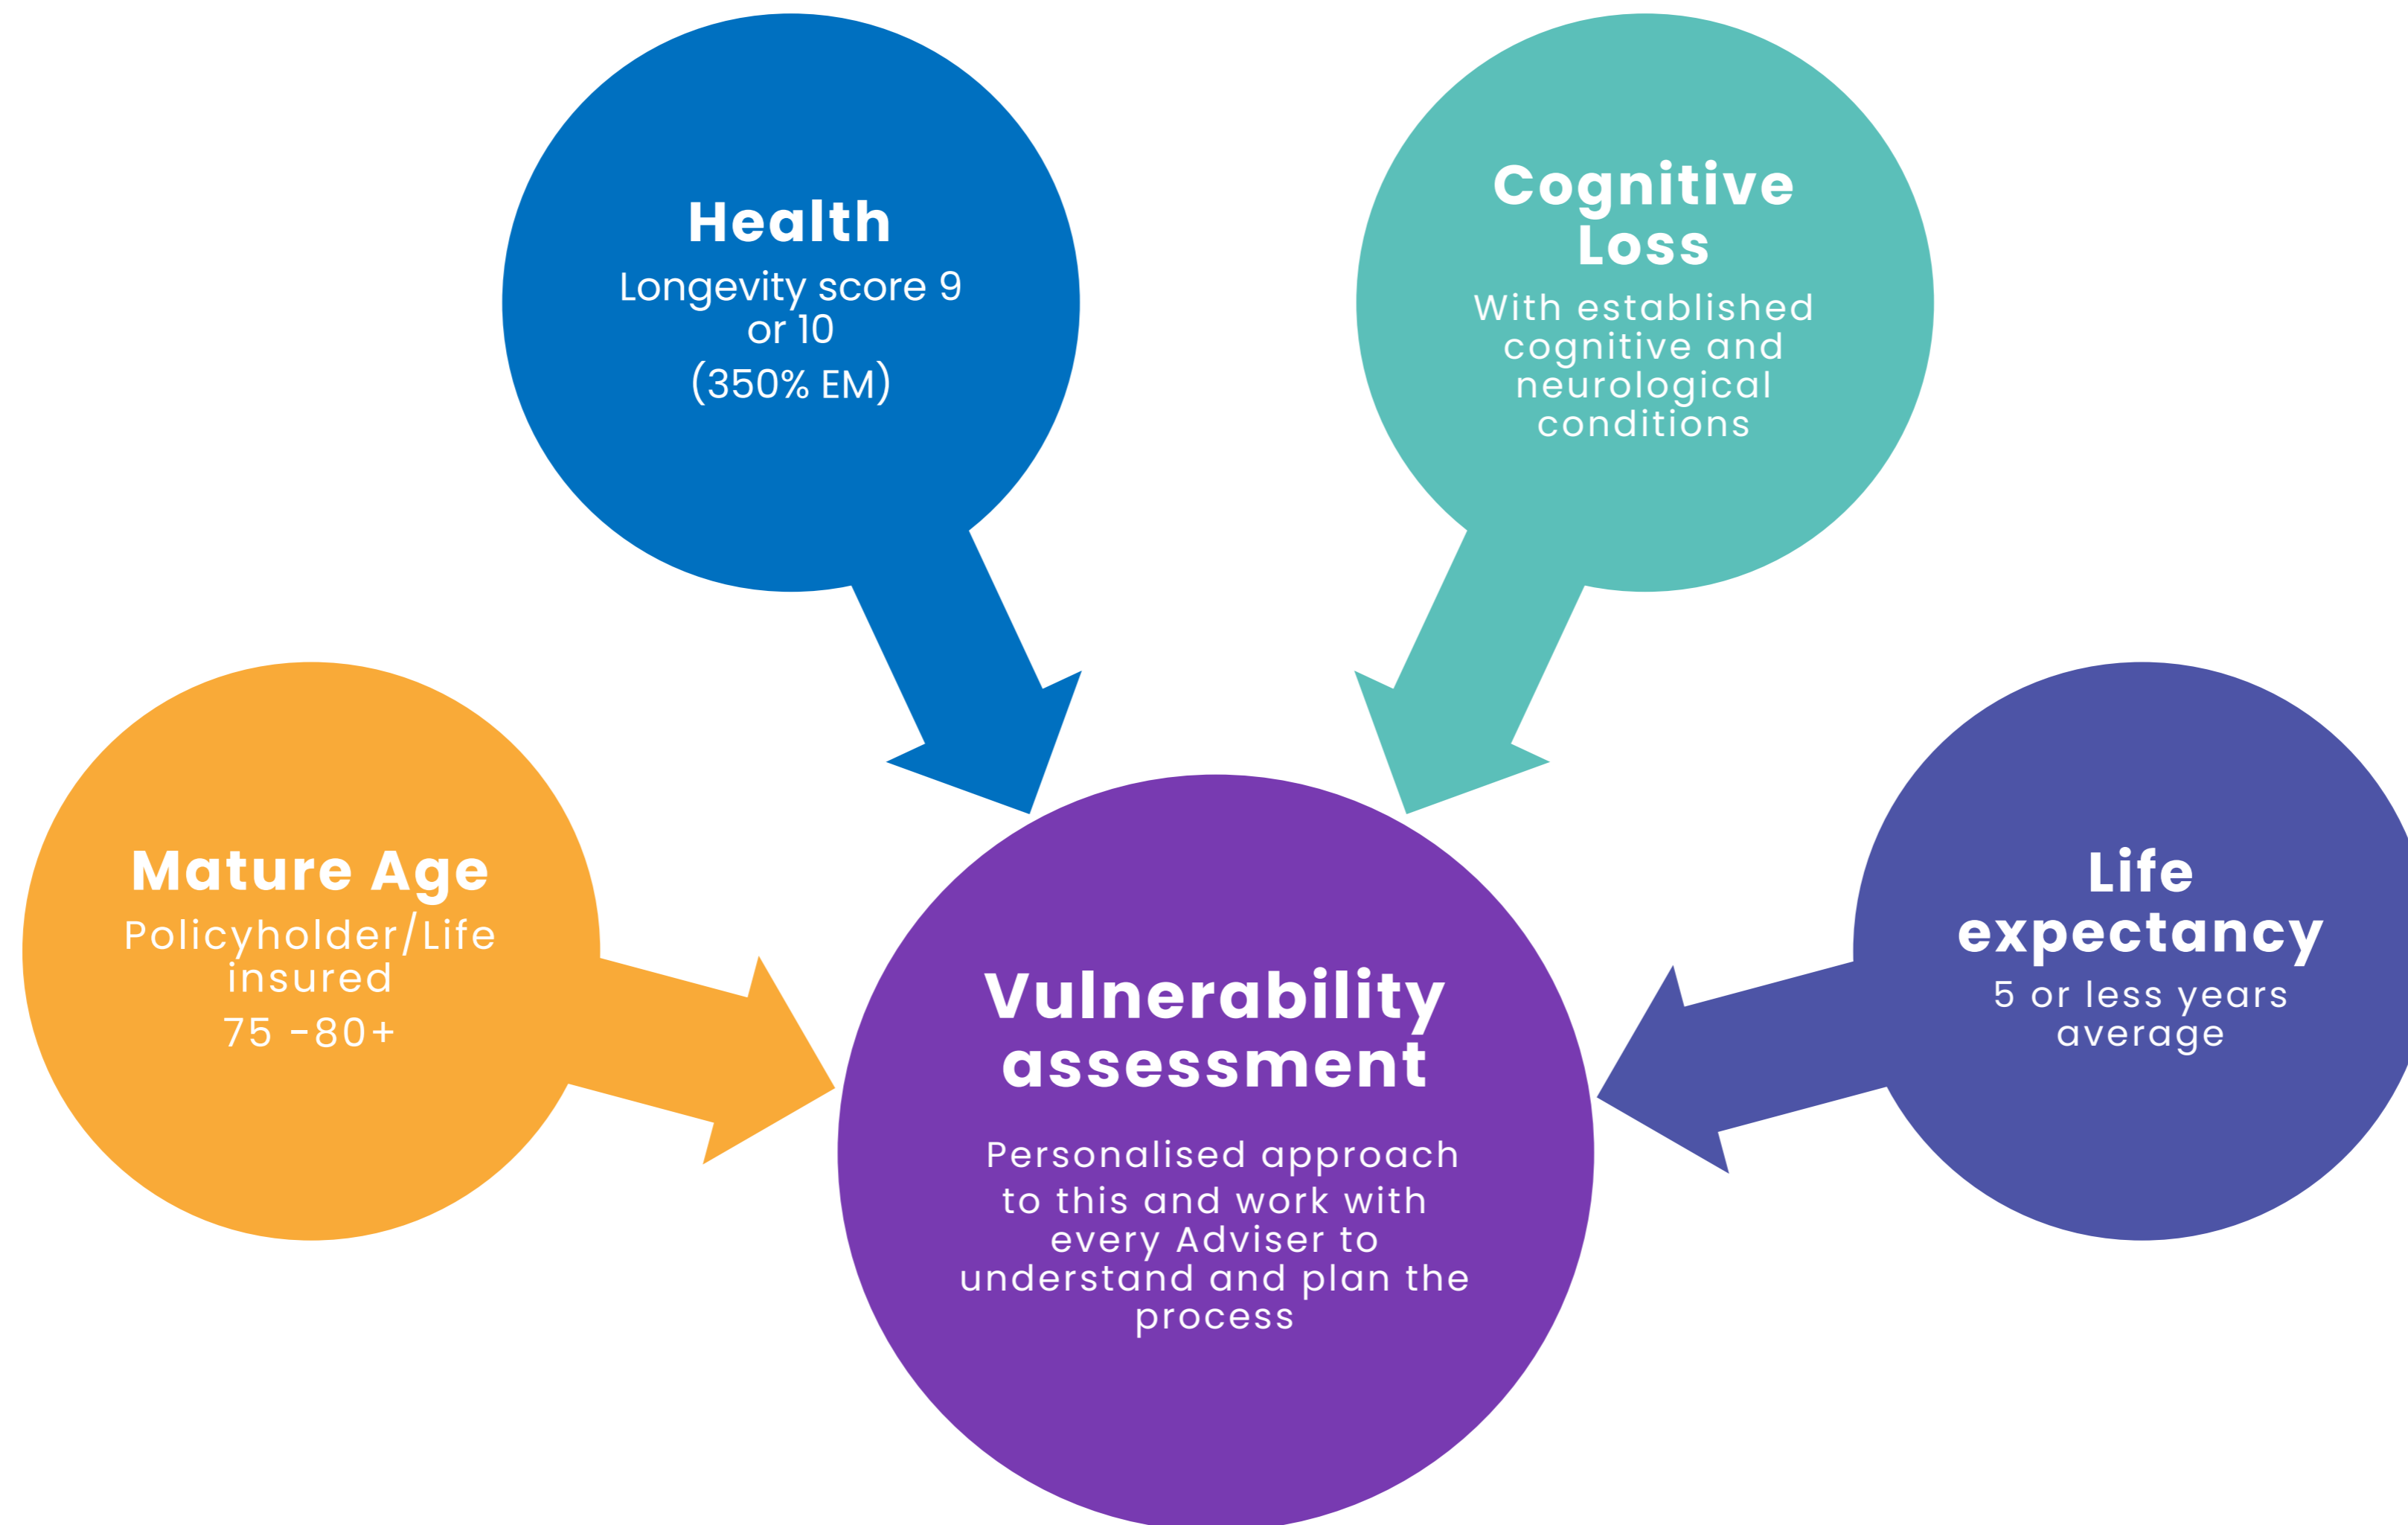 Health
Longevity score 9
or 10
(350% EM)
Cognitive
Loss
With established
cognitive and
neurological
conditions
Mature Age
Policyholder/Life
insured
75 -80+
Life
expectancy
5 or less years
average
Vulnerability
assessment
Personalised approach
to this and work with
every Adviser to
understand and plan the
process